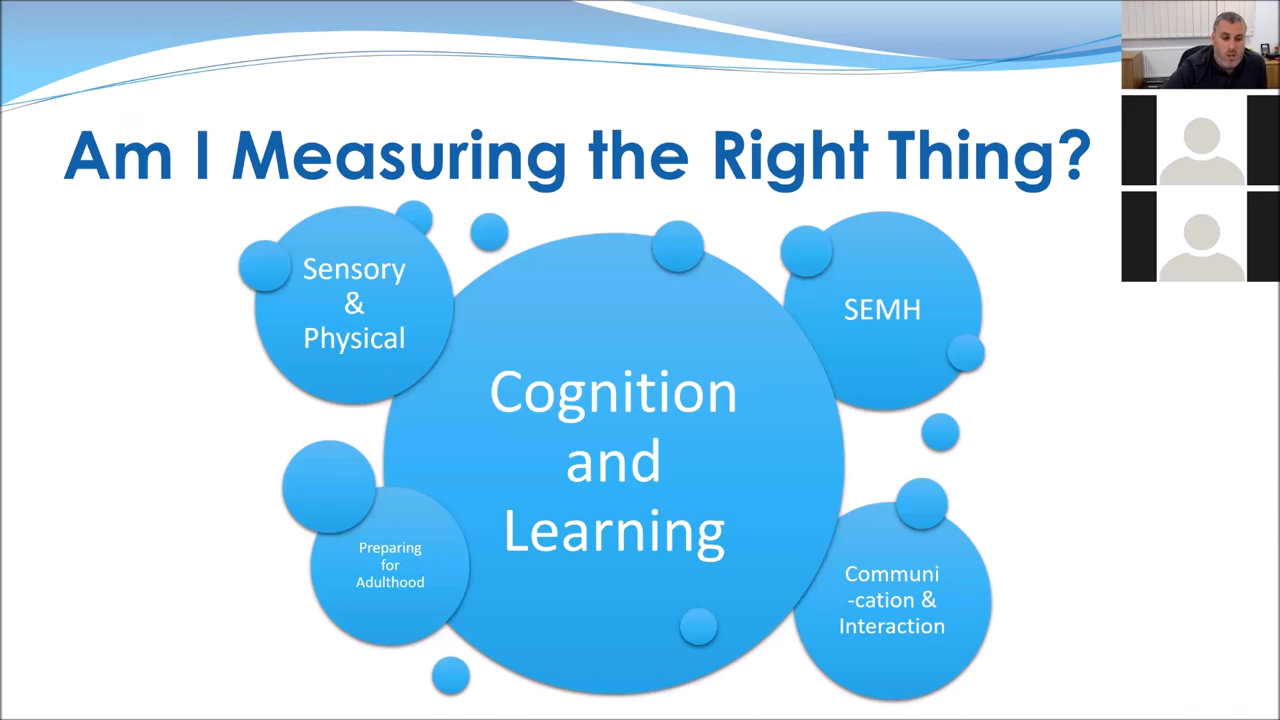 Am I Measuring the Right Thing?
Sensory
&
Physical
SEMH
Cognition
and
Learning
Preparing
for
Adulthood
Communi
-cation &
Interaction